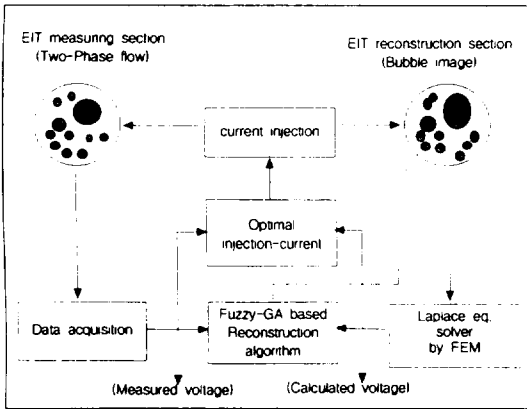 EIT measuring section
(Two-Phase flow)
EIT reconstruction section
(Bubble image)
current injection
Optimal
injection-current
Data acquisition
Fuzzy-GA based
Reconstruction
algorithm
Laplace eq.
solver
by FEM
(Measured voltage)
(Calculated voltage)